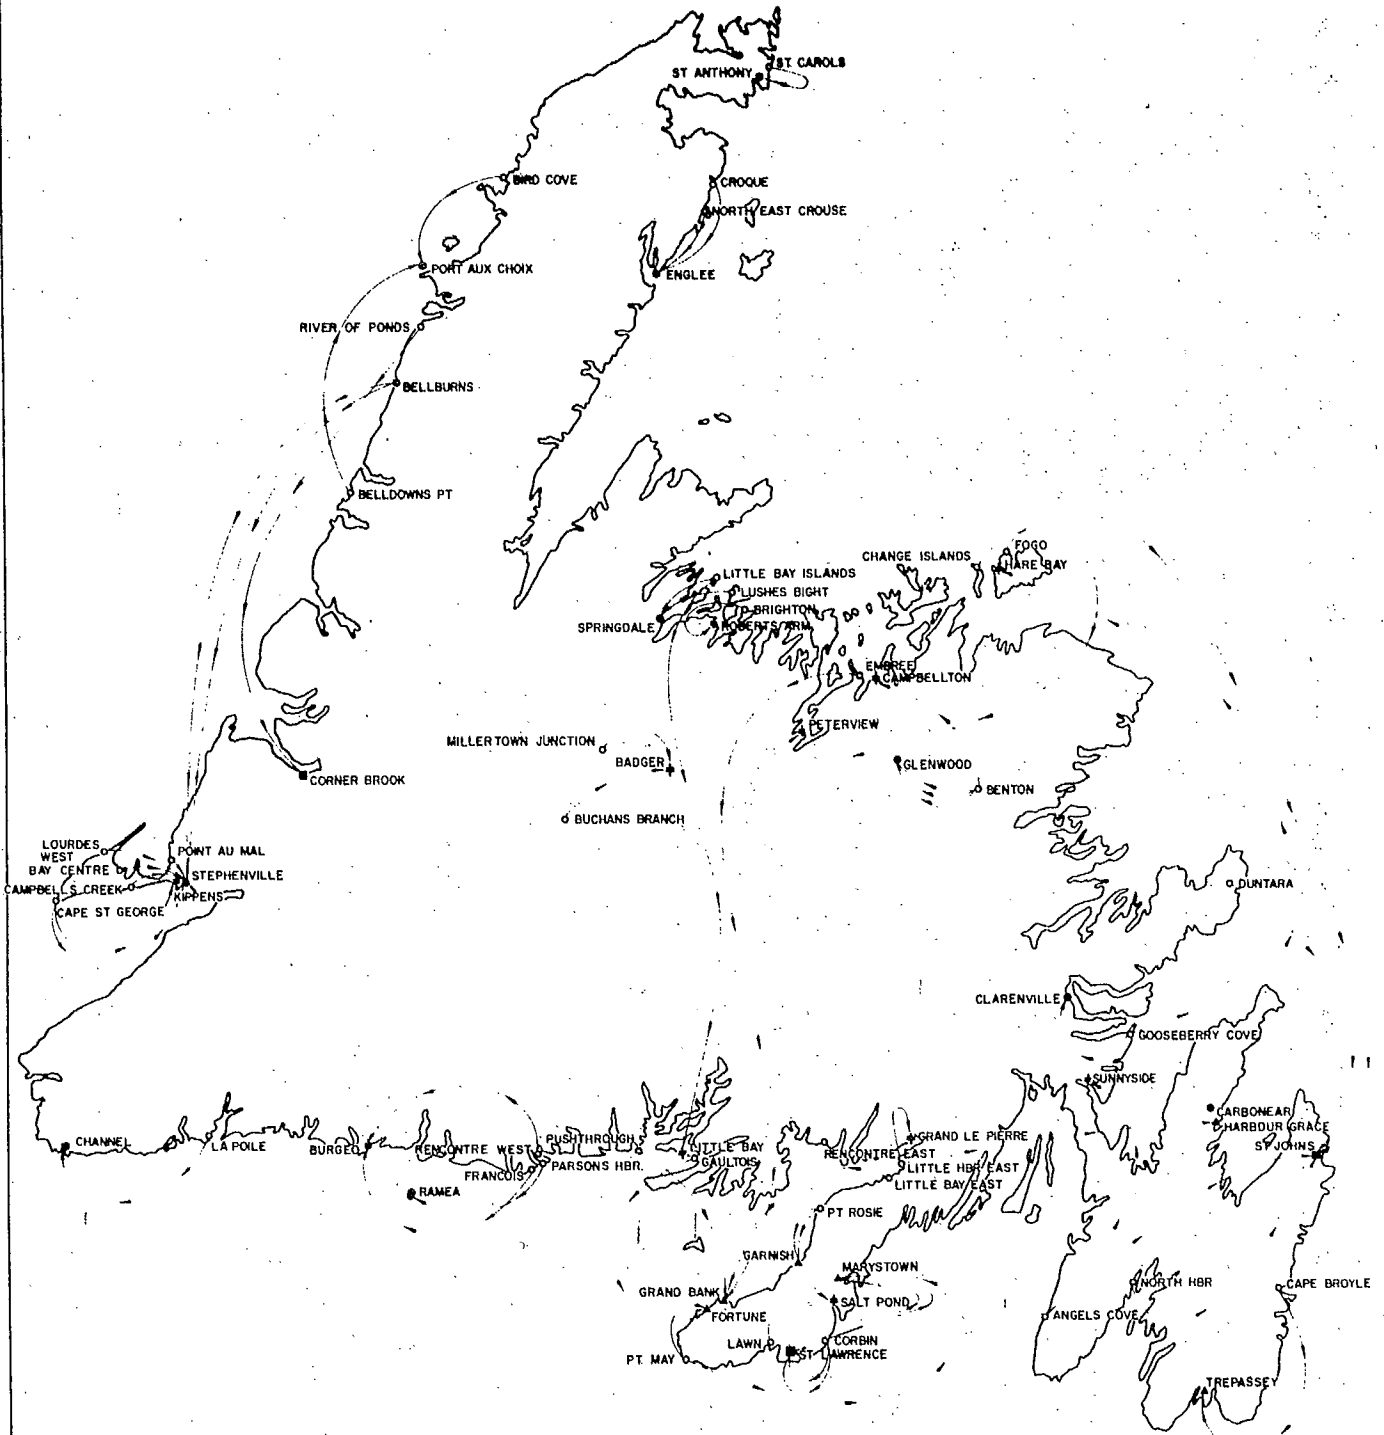 ST. CAROLS
ST ANTHONY
BIRD COVE
CROQUE
NORTH EAST CROUSE
PORT AUX CHOIX
ENGLEE
RIVER OF PONDS
BELLBURNS
BELLDOWNS PT
FOGO
CHANGE ISLANDS
HARE BAY
LITTLE BAY ISLANDS
LUSHES BIGHT
BRIGHTON
SPRINGDALE
ROBERTS ARM
EMBREE
CAMPBELLTON
PETERVIEW
MILLERTOWN JUNCTION
BADGER
GLENWOOD
CORNER BROOK
BENTON
BUCHANS BRANCH
LOURDES
WEST
POINT AU MAL
BAY CENTRE
STEPHENVILLE
CAMPBELLS CREEK
KIPPENS
DUNTARA
CAPE ST GEORGE
CLARENVILLE
GOOSEBERRY COVE
SUNNYSIDE
CARBONEAR
HARBOUR GRACE
CHANNEL
LA POILE
BURGEO
RENCONTRE WEST
PUSHTHROUGH
LITTLE BAY
GRAND LE PIERRE
ST JOHNS
RENCONTRE EAST
FRANCOIS
PARSONS HBR.
GAULTOIS
LITTLE HBR EAST
RAMEA
LITTLE BAY EAST
PT ROSIE
GARNISH
MARYSTOWN
NORTH HBR
CAPE BROYLE
GRAND BANK
SALT POND
FORTUNE
ANGELS COVE
LAWN
CORBIN
PT. MAY
ST LAWRENCE
TREPASSEY